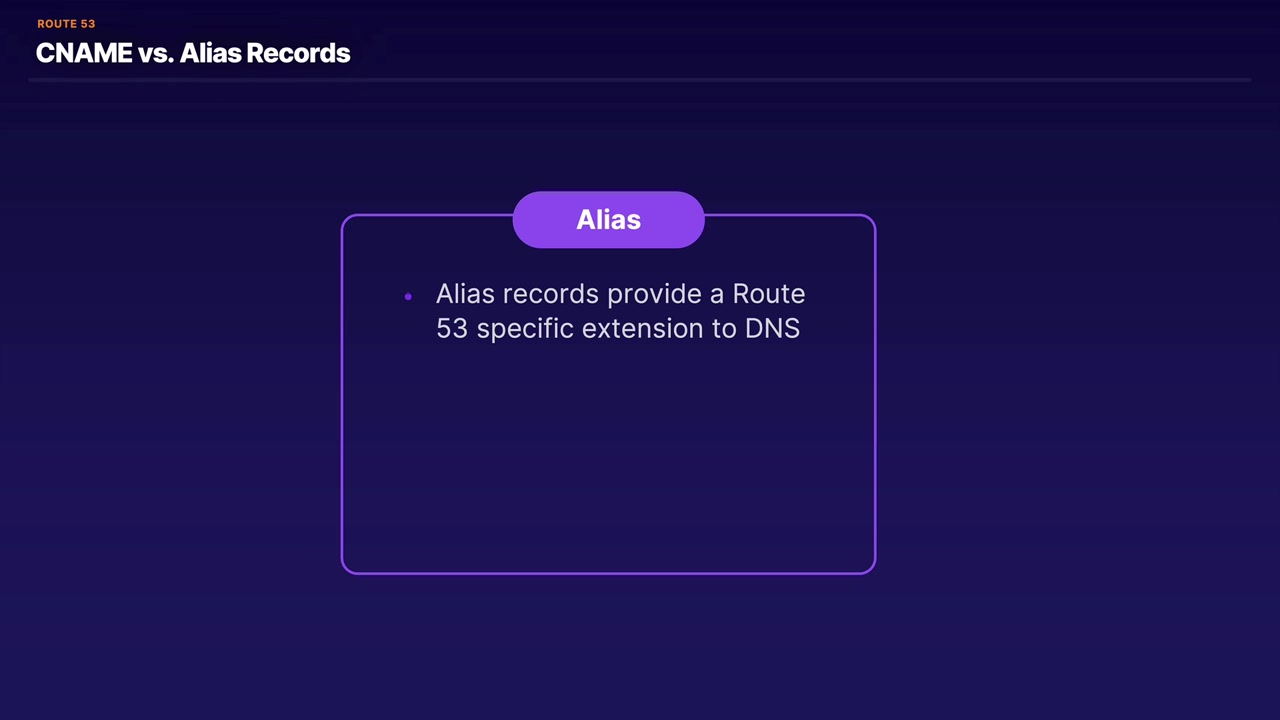 ROUTE 53
CNAME vs. Alias Records
Alias
• Alias records provide a Route
53 specific extension to DNS